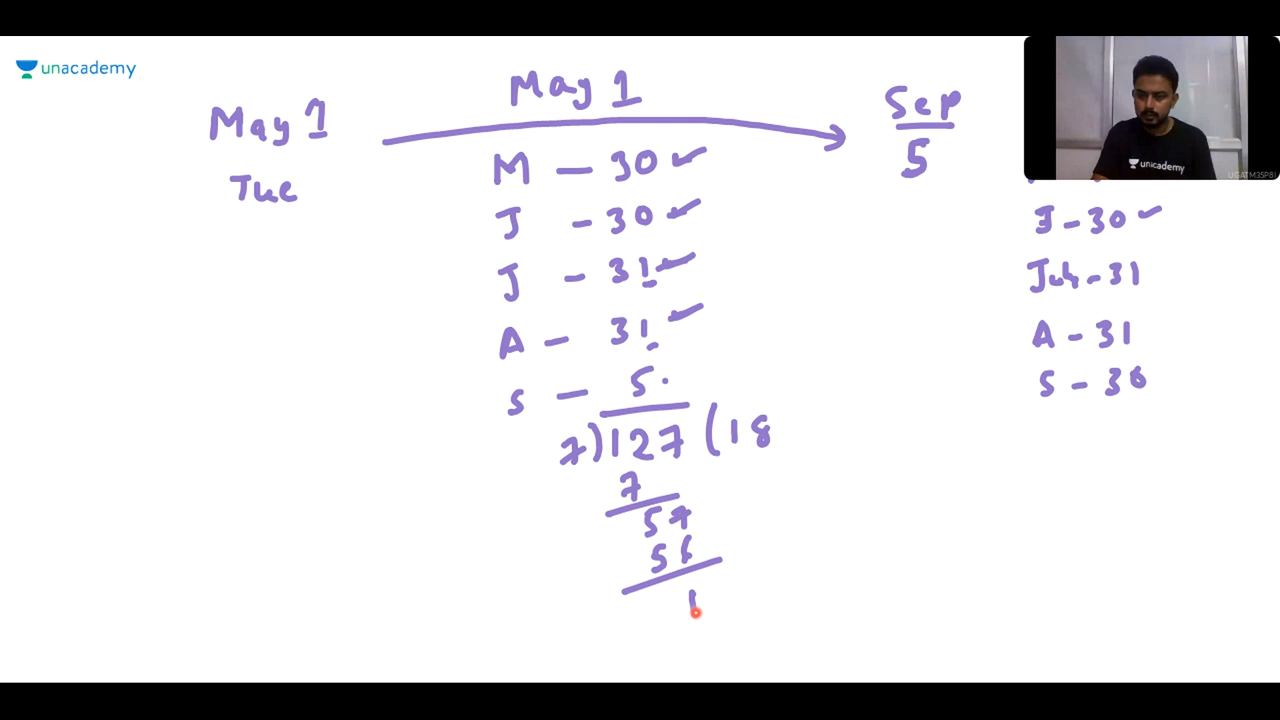 unacademy
May 1
May 1
Sep
Tue
5
M - 30 ✓
J - 30 ✓
J - 31 ✓
A - 31 ✓
S - 5.
7)127(18
7
57
56
1
J - 30 ✓
Jul - 31
A - 31
S - 30
unacademy
UGATM35P8I